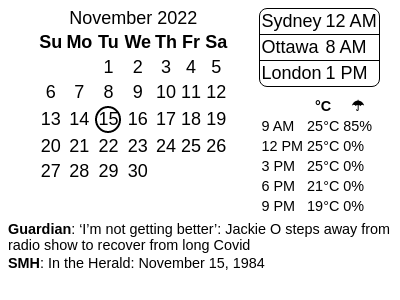 November 2022
Su Mo Tu We Th Fr Sa
1 2 3 4 5
6 7 8 9 10 11 12
13 14 15 16 17 18 19
20 21 22 23 24 25 26
27 28 29 30
Sydney 12 AM
Ottawa 8 AM
London 1 PM
°C ☂
9 AM 25°C 85%
12 PM 25°C 0%
3 PM 25°C 0%
6 PM 21°C 0%
9 PM 19°C 0%
Guardian: ‘I’m not getting better’: Jackie O steps away from
radio show to recover from long Covid
SMH: In the Herald: November 15, 1984